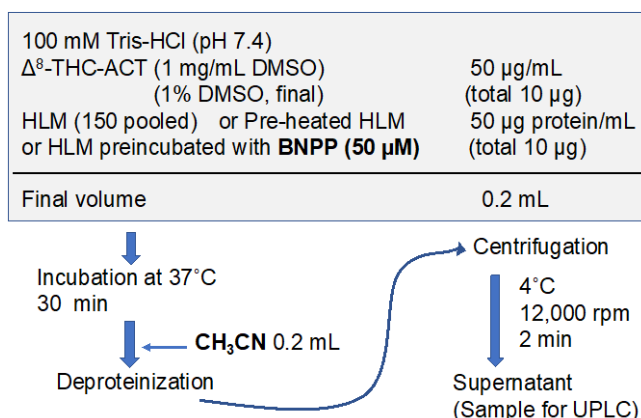 100 mM Tris-HCl (pH 7.4)
Δ⁸-THC-ACT (1 mg/mL DMSO) 50 µg/mL
(1% DMSO, final) (total 10 µg)
HLM (150 pooled) or Pre-heated HLM 50 µg protein/mL
or HLM preincubated with BNPP (50 µM) (total 10 µg)
Final volume 0.2 mL
Incubation at 37˚C
30 min
CH₃CN 0.2 mL
Deproteinization
Centrifugation
4˚C
12,000 rpm
2 min
Supernatant
(Sample for UPLC)